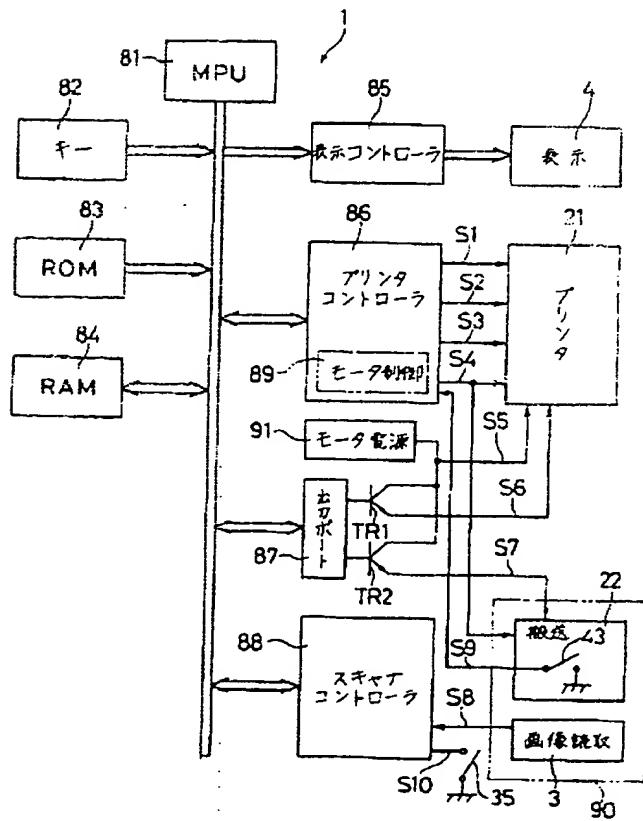 1
81
MPU
82
キー
85
表示コントローラ
4
表示
83
ROM
86
プリンタ
コントローラ
21
プリンタ
S1
S2
S3
S4
84
RAM
89
モータ制御
91
モータ電源
S5
S6
出力ポート
87
TR1
TR2
S7
22
搬送
43
88
スキャナ
コントローラ
S9
S8
画像読取
S10
35
3
90